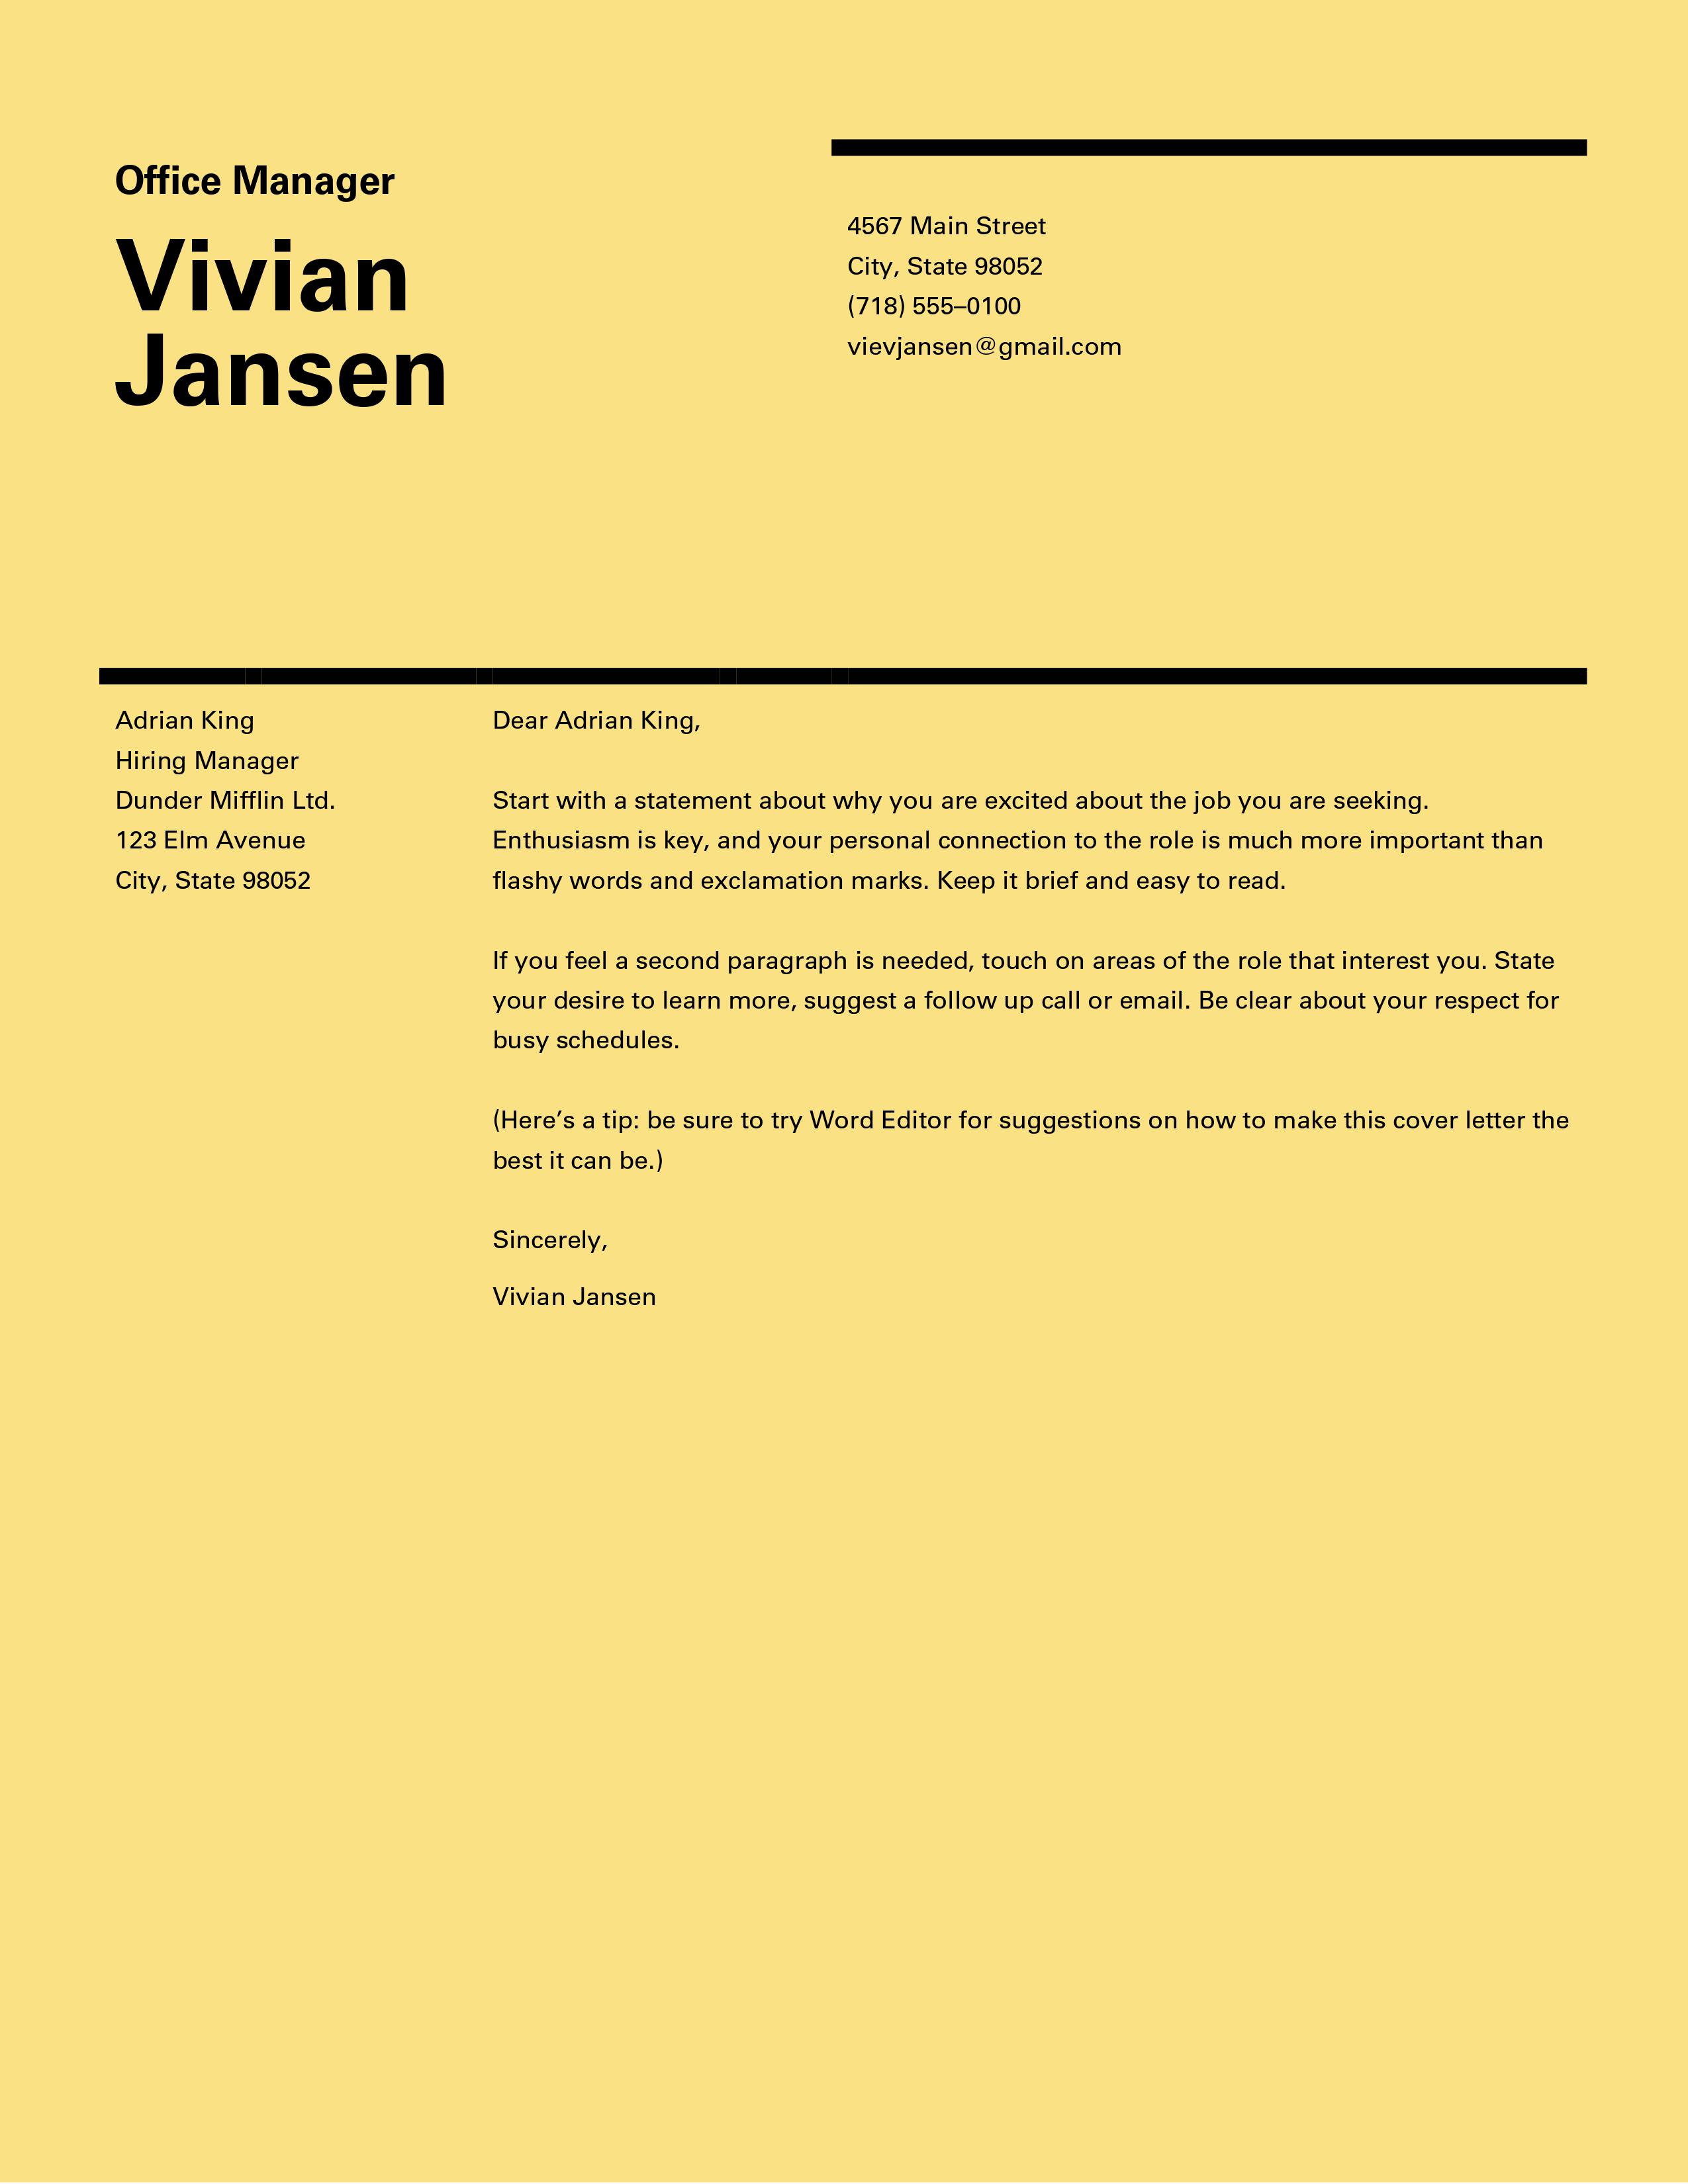 Office Manager
Vivian
Jansen
4567 Main Street
City, State 98052
(718) 555–0100
vievjansen@gmail.com
Adrian King
Hiring Manager
Dunder Mifflin Ltd.
123 Elm Avenue
City, State 98052
Dear Adrian King,
Start with a statement about why you are excited about the job you are seeking.
Enthusiasm is key, and your personal connection to the role is much more important than
flashy words and exclamation marks. Keep it brief and easy to read.
If you feel a second paragraph is needed, touch on areas of the role that interest you. State
your desire to learn more, suggest a follow up call or email. Be clear about your respect for
busy schedules.
(Here’s a tip: be sure to try Word Editor for suggestions on how to make this cover letter the
best it can be.)
Sincerely,
Vivian Jansen